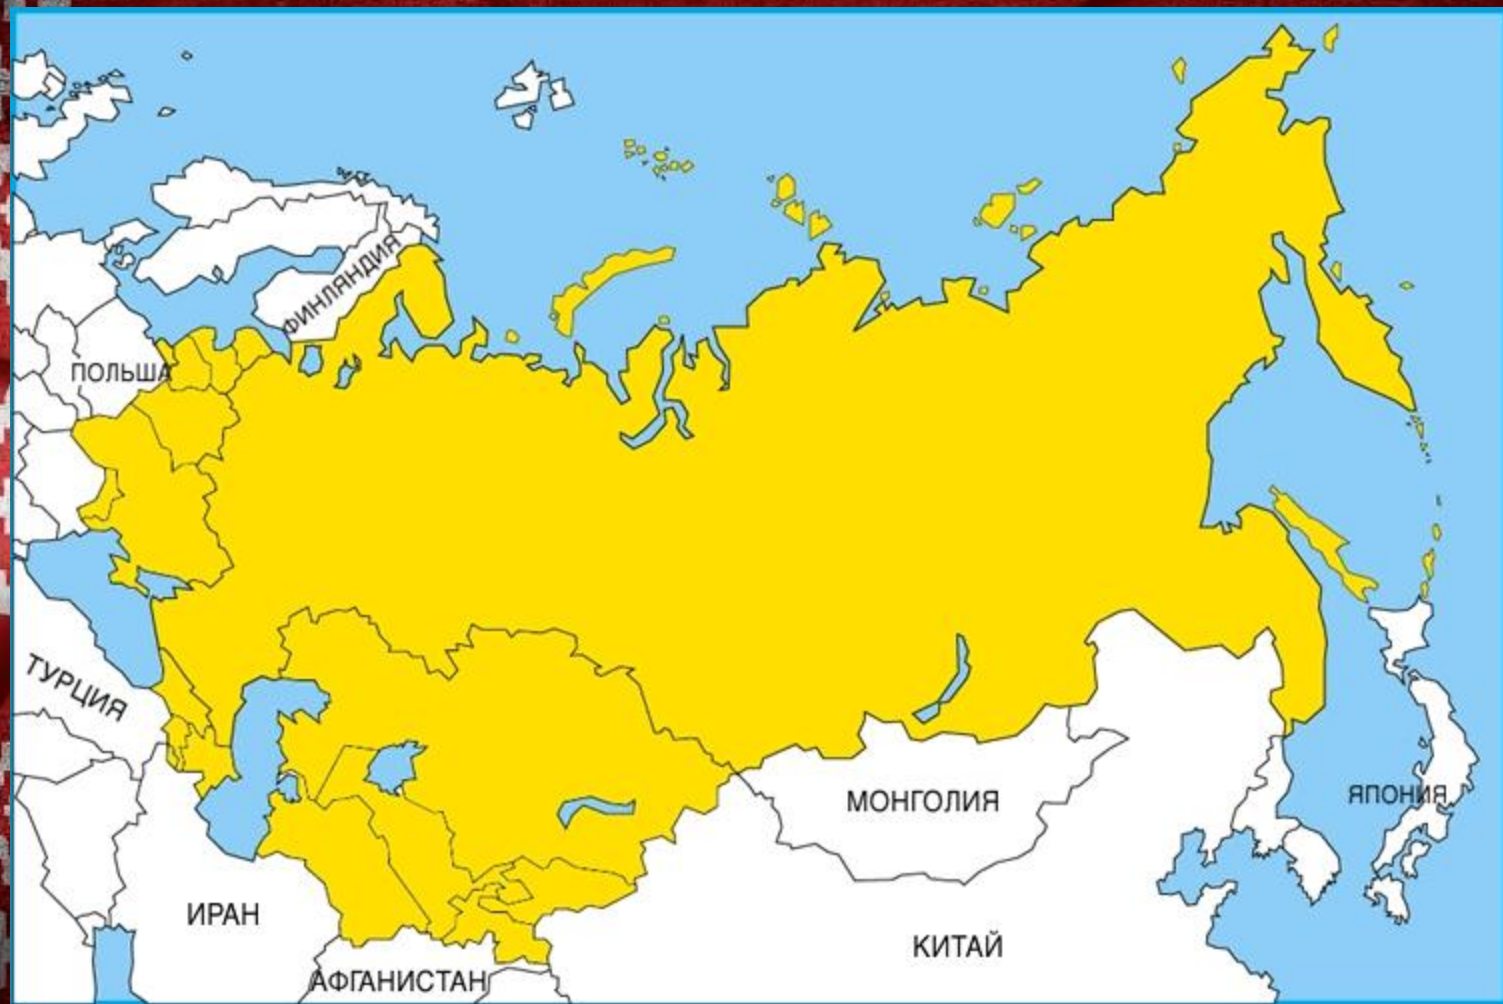 ФИНЛЯНДИЯ
ПОЛЬША
ТУРЦИЯ
МОНГОЛИЯ
ЯПОНИЯ
ИРАН
КИТАЙ
АФГАНИСТАН